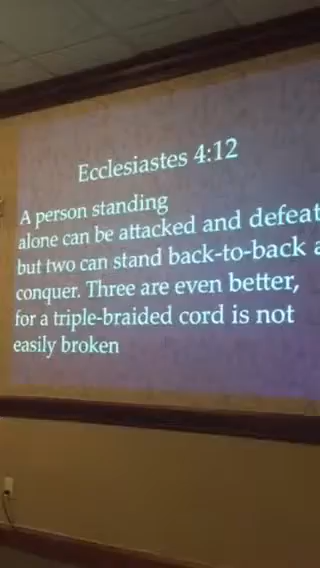 Ecclesiastes 4:12
A person standing
alone can be attacked and defeat
but two can stand back-to-back a
conquer. Three are even better,
for a triple-braided cord is not
easily broken